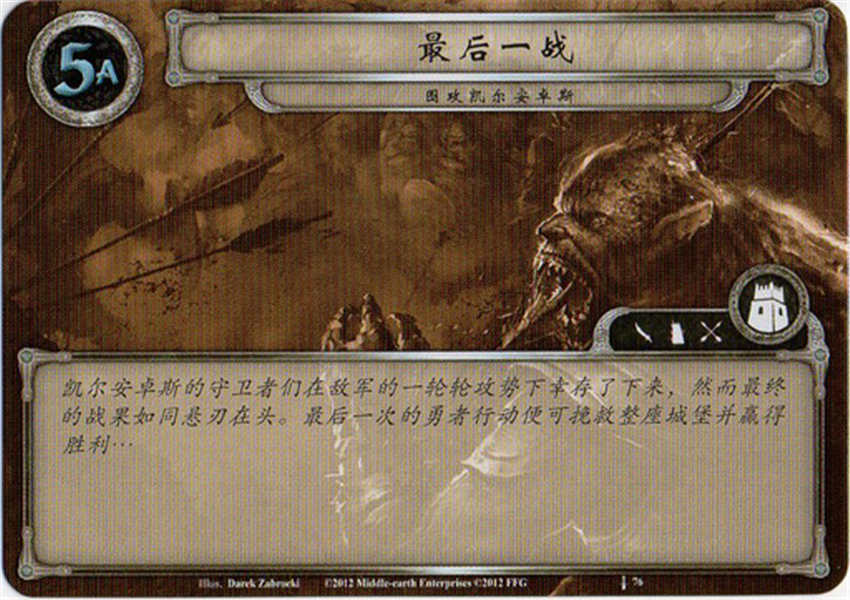 5A
最后一战
围攻凯尔安卓斯
凯尔安卓斯的守卫者们在敌军的一轮轮攻势下幸存了下来，然而最终
的战果如同悬刃在头。最后一次的勇者行动便可挽救整座城堡并赢得
胜利…
Illus. Darek Zabrocki ©2012 Middle-earth Enterprises ©2012 FFG 76